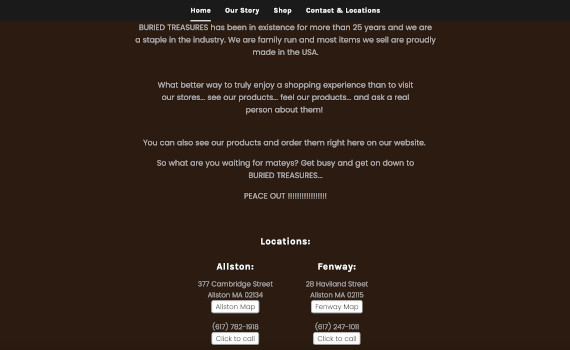 Home Our Story Shop Contact & Locations
BURIED TREASURES has been in existence for more than 25 years and we are
a staple in the industry. We are family run and most items we sell are proudly
made in the USA.
What better way to truly enjoy a shopping experience than to visit
our stores... see our products... feel our products... and ask a real
person about them!
You can also see our products and order them right here on our website.
So what are you waiting for mateys? Get busy and get on down to
BURIED TREASURES...
PEACE OUT !!!!!!!!!!!!!!!!!!
Locations:
Allston: Fenway:
377 Cambridge Street 28 Haviland Street
Allston MA 02134 Allston MA 02115
Allston Map Fenway Map
(617) 782-1918 (617) 247-1011
Click to call Click to call